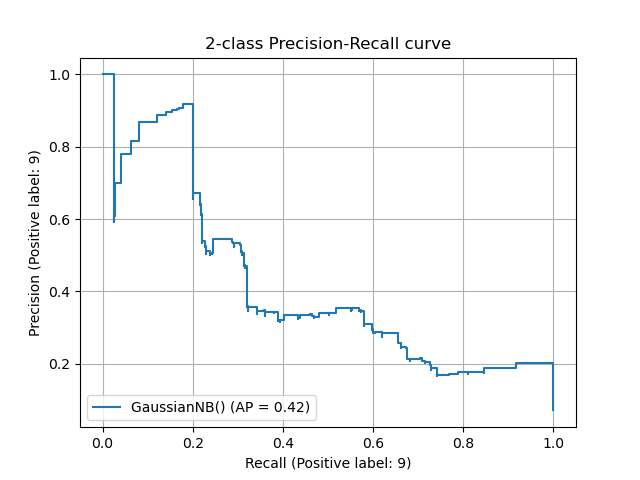 2-class Precision-Recall curve
1.0
0.8
0.6
0.4
0.2
Precision (Positive label: 9)
GaussianNB() (AP = 0.42)
0.0 0.2 0.4 0.6 0.8 1.0
Recall (Positive label: 9)